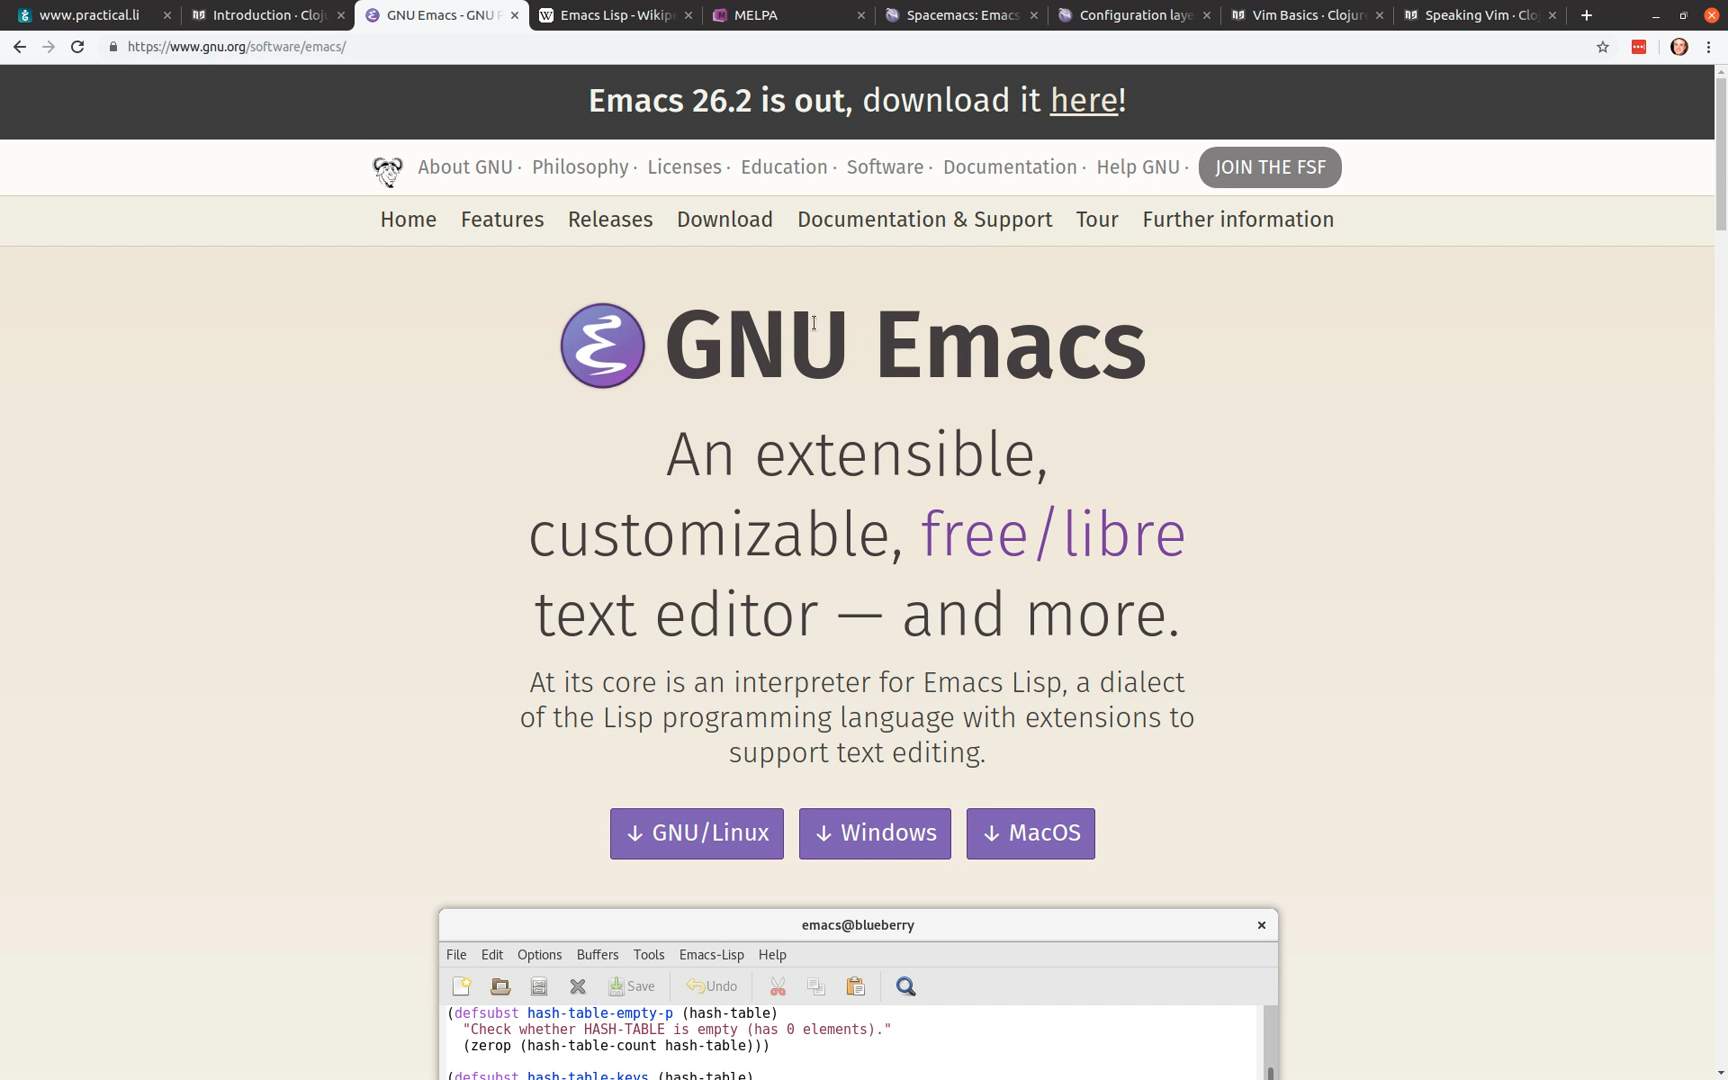 www.practical.li
Introduction · Cloj
GNU Emacs - GNU P
Emacs Lisp - Wikip
MELPA
Spacemacs: Emacs
Configuration laye
Vim Basics · Clojur
Speaking Vim · Cloj
https://www.gnu.org/software/emacs/
Emacs 26.2 is out, download it here!
About GNU · Philosophy · Licenses · Education · Software · Documentation · Help GNU · JOIN THE FSF
Home Features Releases Download Documentation & Support Tour Further information
GNU Emacs
An extensible,
customizable, free/libre
text editor — and more.
At its core is an interpreter for Emacs Lisp, a dialect
of the Lisp programming language with extensions to
support text editing.
↓ GNU/Linux ↓ Windows ↓ MacOS
emacs@blueberry
File Edit Options Buffers Tools Emacs-Lisp Help
Save Undo
(defsubst hash-table-empty-p (hash-table)
"Check whether HASH-TABLE is empty (has 0 elements)."
(zerop (hash-table-count hash-table)))
(defsubst hash-table-keys (hash-table)